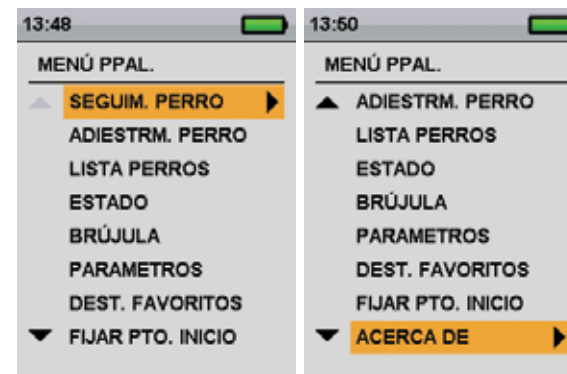 13:48
MENÚ PPAL.
SEGUIM. PERRO
ADIESTRM. PERRO
LISTA PERROS
ESTADO
BRÚJULA
PARAMETROS
DEST. FAVORITOS
FIJAR PTO. INICIO
13:50
MENÚ PPAL.
ADIESTRM. PERRO
LISTA PERROS
ESTADO
BRÚJULA
PARAMETROS
DEST. FAVORITOS
FIJAR PTO. INICIO
ACERCA DE